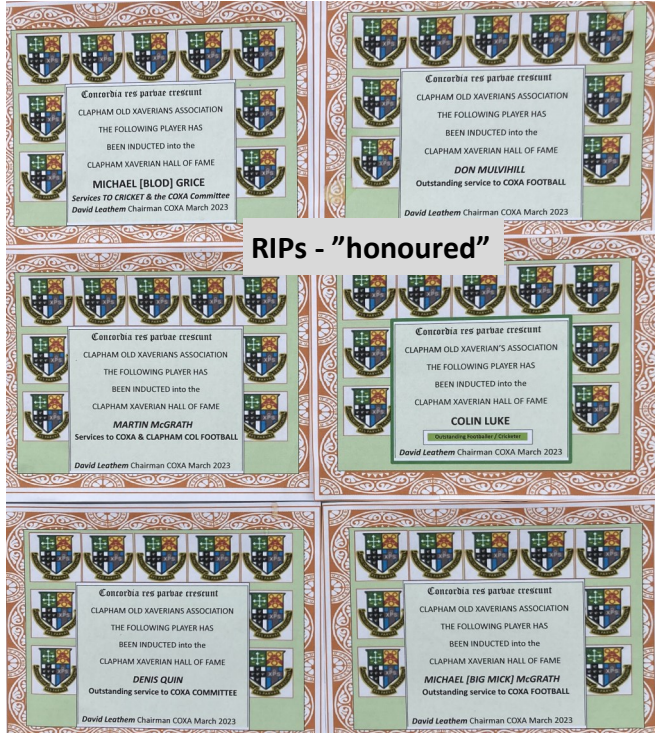 Concordia res parvae crescunt
CLAPHAM OLD XAVERIANS ASSOCIATION
THE FOLLOWING PLAYER HAS
BEEN INDUCTED into the
CLAPHAM XAVERIAN HALL OF FAME
MICHAEL [BLOD] GRICE
Services TO CRICKET & the COXA Committee
David Leathem Chairman COXA March 2023
Concordia res parvae crescunt
CLAPHAM OLD XAVERIANS ASSOCIATION
THE FOLLOWING PLAYER HAS
BEEN INDUCTED into the
CLAPHAM XAVERIAN HALL OF FAME
DON MULVIHILL
Outstanding service to COXA FOOTBALL
David Leathem Chairman COXA March 2023
RIPs - ”honoured”
Concordia res parvae crescunt
CLAPHAM OLD XAVERIANS ASSOCIATION
THE FOLLOWING PLAYER HAS
BEEN INDUCTED into the
CLAPHAM XAVERIAN HALL OF FAME
MARTIN McGRATH
Services to COXA & CLAPHAM COL FOOTBALL
David Leathem Chairman COXA March 2023
Concordia res parvae crescunt
CLAPHAM OLD XAVERIAN'S ASSOCIATION
THE FOLLOWING PLAYER HAS
BEEN INDUCTED into the
CLAPHAM XAVERIAN HALL OF FAME
COLIN LUKE
Outstanding Footballer / Cricketer
David Leathem Chairman COXA March 2023
Concordia res parvae crescunt
CLAPHAM OLD XAVERIANS ASSOCIATION
THE FOLLOWING PLAYER HAS
BEEN INDUCTED into the
CLAPHAM XAVERIAN HALL OF FAME
DENIS QUIN
Outstanding service to COXA COMMITTEE
David Leathem Chairman COXA March 2023
Concordia res parvae crescunt
CLAPHAM OLD XAVERIANS ASSOCIATION
THE FOLLOWING PLAYER HAS
BEEN INDUCTED into the
CLAPHAM XAVERIAN HALL OF FAME
MICHAEL [BIG MICK] McGRATH
Outstanding service to COXA FOOTBALL
David Leathem Chairman COXA March 2023